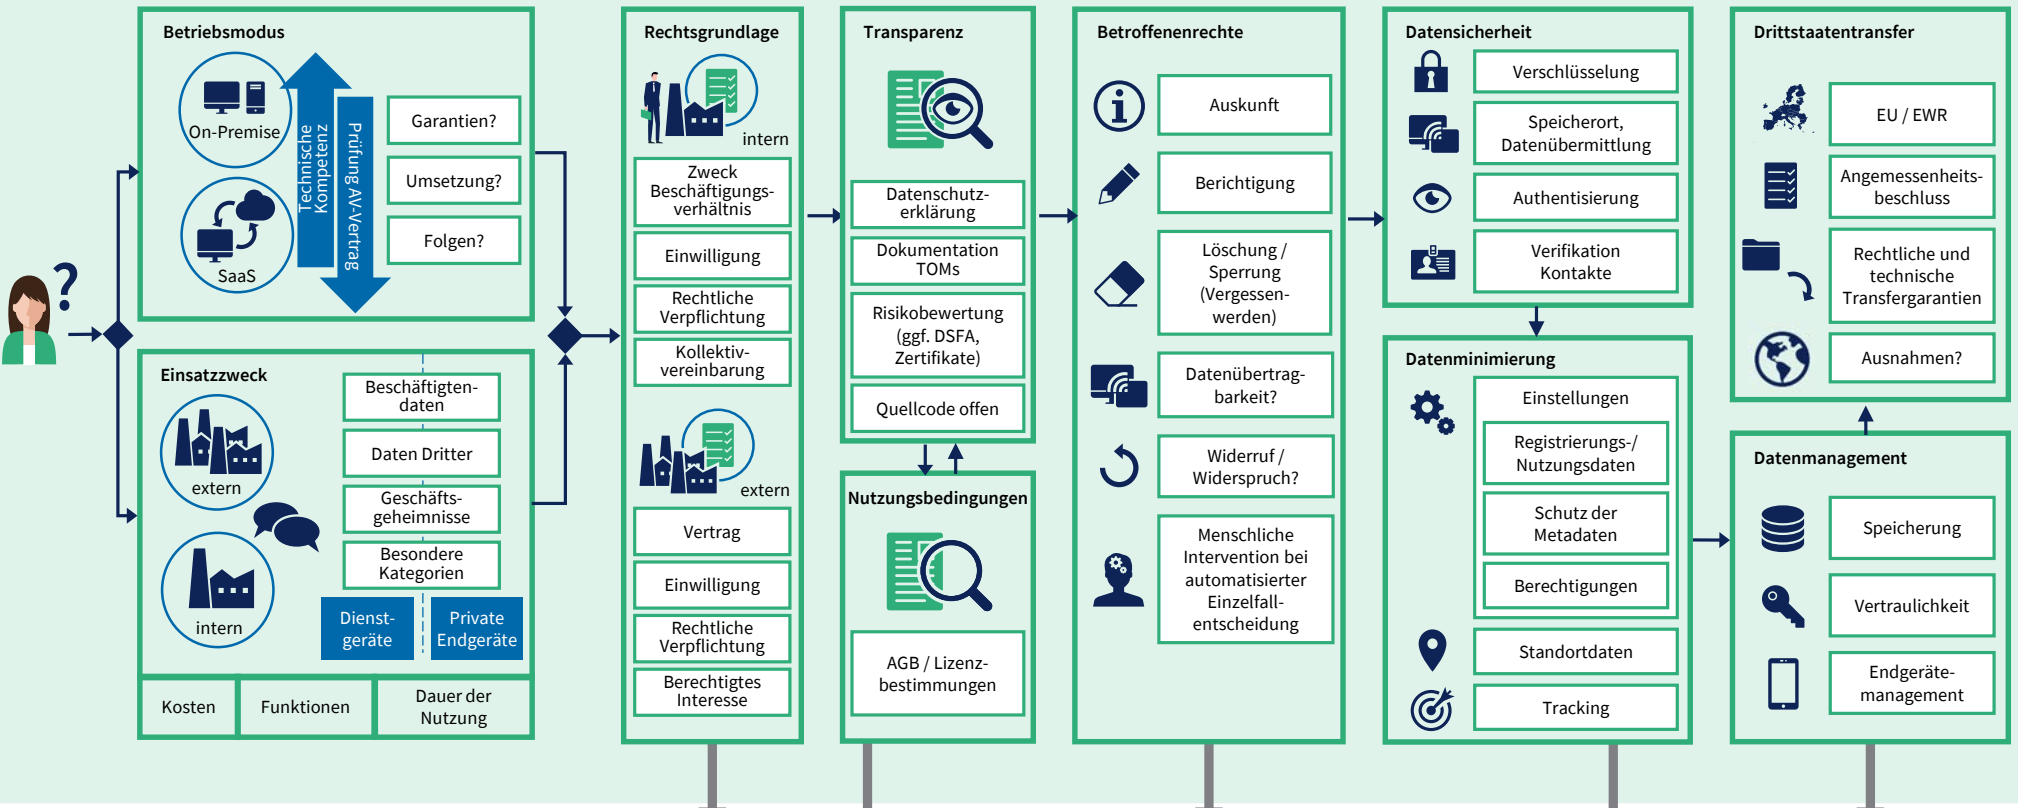 ?
Betriebsmodus
On-Premise
SaaS
Technische
Kompetenz
Prüfung AV-Vertrag
Garantien?
Umsetzung?
Folgen?
Einsatzzweck
extern
intern
Beschäftigten-
daten
Daten Dritter
Geschäfts-
geheimnisse
Besondere
Kategorien
Dienst-
geräte
Private
Endgeräte
Kosten
Funktionen
Dauer der
Nutzung
Rechtsgrundlage
intern
Zweck
Beschäftigungs-
verhältnis
Einwilligung
Rechtliche
Verpflichtung
Kollektiv-
vereinbarung
extern
Vertrag
Einwilligung
Rechtliche
Verpflichtung
Berechtigtes
Interesse
Transparenz
Datenschutz-
erklärung
Dokumentation
TOMs
Risikobewertung
(ggf. DSFA,
Zertifikate)
Quellcode offen
Nutzungsbedingungen
AGB / Lizenz-
bestimmungen
Betroffenenrechte
Auskunft
Berichtigung
Löschung /
Sperrung
(Vergessen-
werden)
Datenübertrag-
barkeit?
Widerruf /
Widerspruch?
Menschliche
Intervention bei
automatisierter
Einzelfall-
entscheidung
Datensicherheit
Verschlüsselung
Speicherort,
Datenübermittlung
Authentisierung
Verifikation
Kontakte
Datenminimierung
Einstellungen
Registrierungs-/
Nutzungsdaten
Schutz der
Metadaten
Berechtigungen
Standortdaten
Tracking
Drittstaatentransfer
EU / EWR
Angemessenheits-
beschluss
Rechtliche und
technische
Transfergarantien
Ausnahmen?
Datenmanagement
Speicherung
Vertraulichkeit
Endgeräte-
management